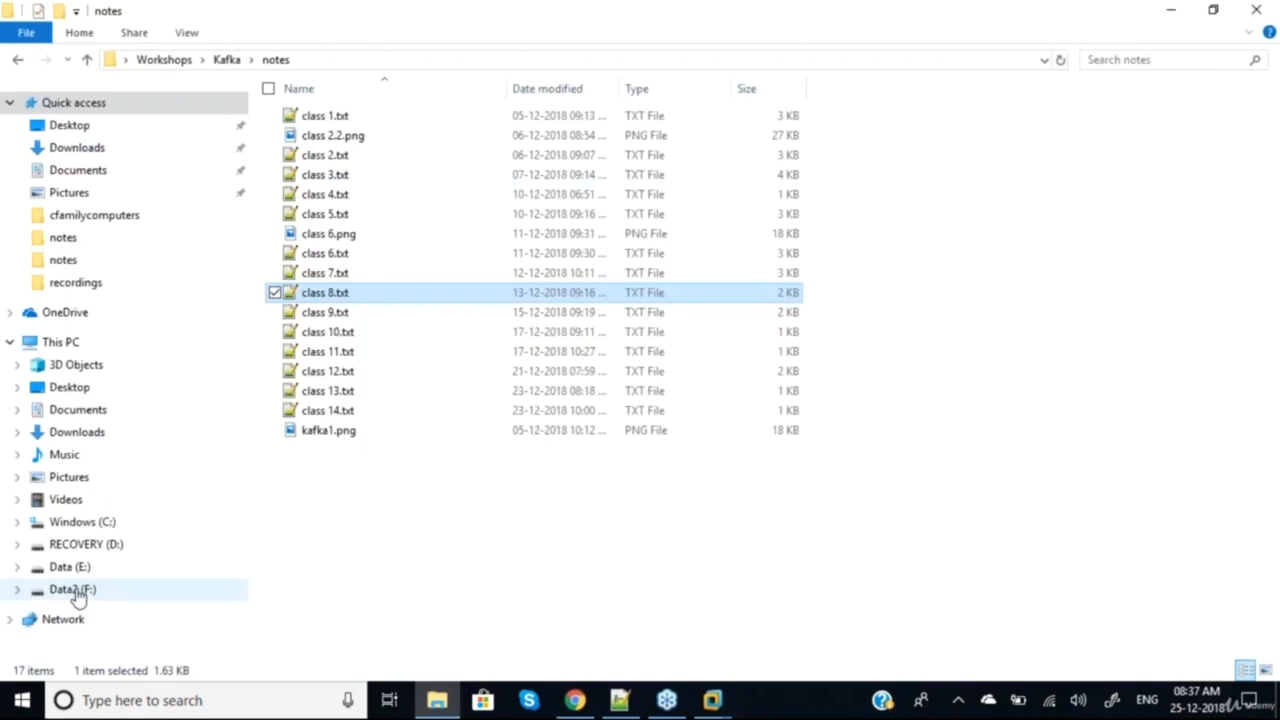 notes
File Home Share View
Workshops Kafka notes Search notes
Name Date modified Type Size
Quick access
Desktop
Downloads
Documents
Pictures
cfamilycomputers
notes
notes
recordings
OneDrive
This PC
3D Objects
Desktop
Documents
Downloads
Music
Pictures
Videos
Windows (C:)
RECOVERY (D:)
Data (E:)
Data2 (F:)
Network
class 1.txt 05-12-2018 09:13 ... TXT File 3 KB
class 2.2.png 06-12-2018 08:54 ... PNG File 27 KB
class 2.txt 06-12-2018 09:07 ... TXT File 3 KB
class 3.txt 07-12-2018 09:14 ... TXT File 4 KB
class 4.txt 10-12-2018 06:51 ... TXT File 1 KB
class 5.txt 10-12-2018 09:16 ... TXT File 3 KB
class 6.png 11-12-2018 09:31 ... PNG File 18 KB
class 6.txt 11-12-2018 09:30 ... TXT File 3 KB
class 7.txt 12-12-2018 10:11 ... TXT File 3 KB
class 8.txt 13-12-2018 09:16 ... TXT File 2 KB
class 9.txt 15-12-2018 09:19 ... TXT File 2 KB
class 10.txt 17-12-2018 09:11 ... TXT File 1 KB
class 11.txt 17-12-2018 10:27 ... TXT File 1 KB
class 12.txt 21-12-2018 07:59 ... TXT File 2 KB
class 13.txt 23-12-2018 08:18 ... TXT File 1 KB
class 14.txt 23-12-2018 10:00 ... TXT File 1 KB
kafka1.png 05-12-2018 10:12 ... PNG File 18 KB
17 items 1 item selected 1.63 KB
Type here to search ENG 08:37 AM
25-12-2018 Udemy